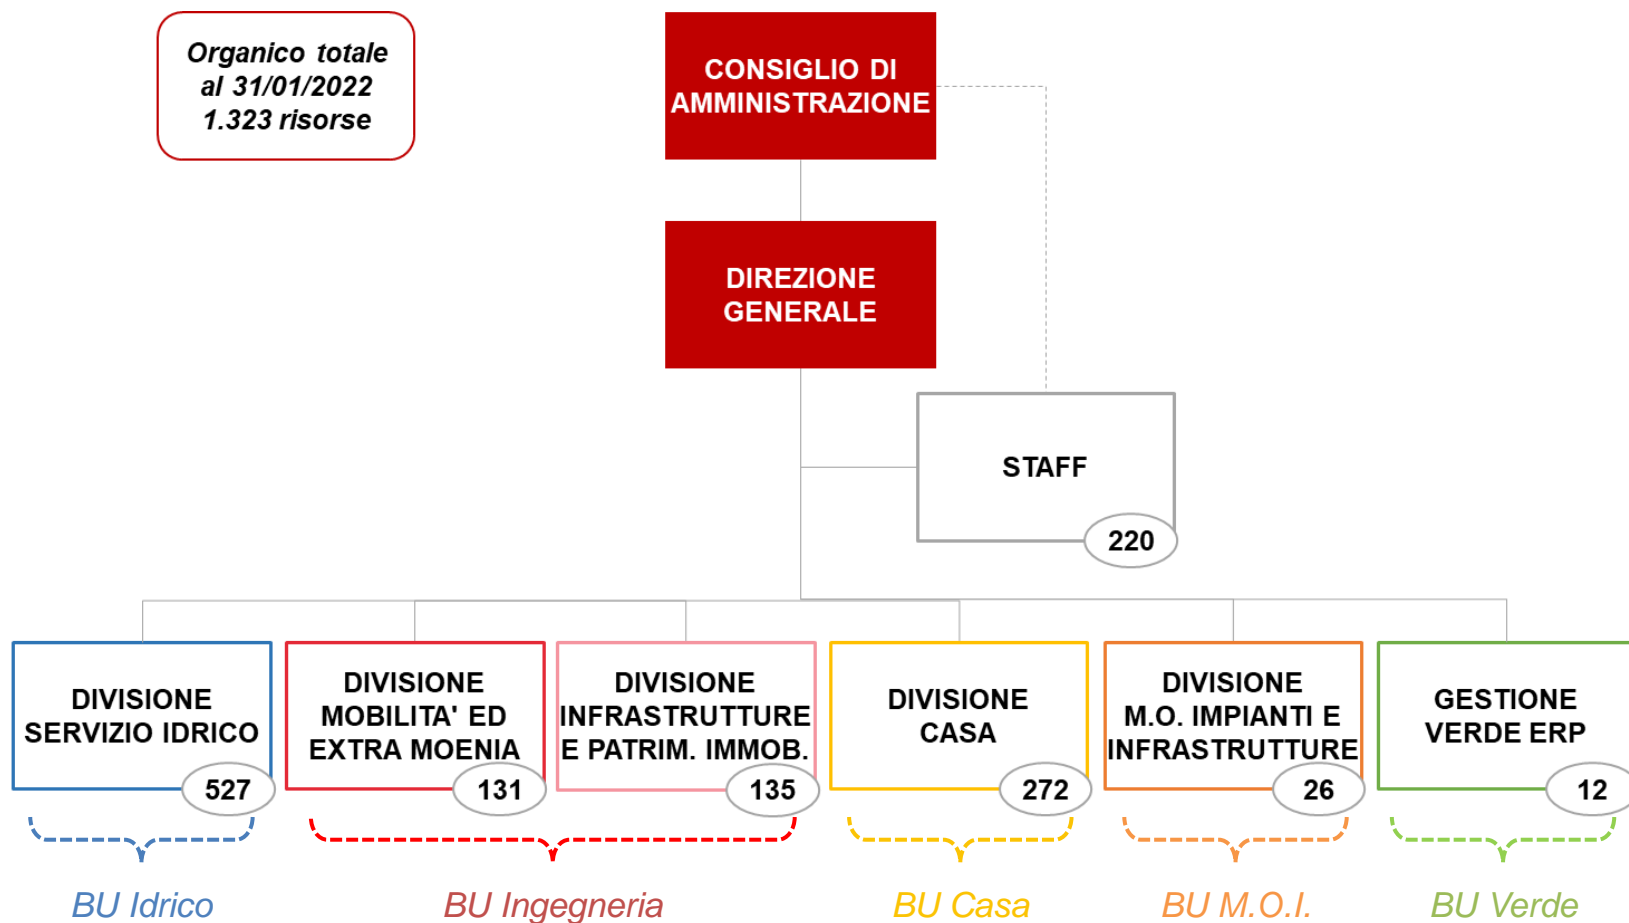 Organico totale
al 31/01/2022
1.323 risorse
CONSIGLIO DI
AMMINISTRAZIONE
DIREZIONE
GENERALE
STAFF
220
DIVISIONE
SERVIZIO IDRICO
527
DIVISIONE
MOBILITA' ED
EXTRA MOENIA
131
DIVISIONE
INFRASTRUTTURE
E PATRIM. IMMOB.
135
DIVISIONE
CASA
272
DIVISIONE
M.O. IMPIANTI E
INFRASTRUTTURE
26
GESTIONE
VERDE ERP
12
BU Idrico
BU Ingegneria
BU Casa
BU M.O.I.
BU Verde